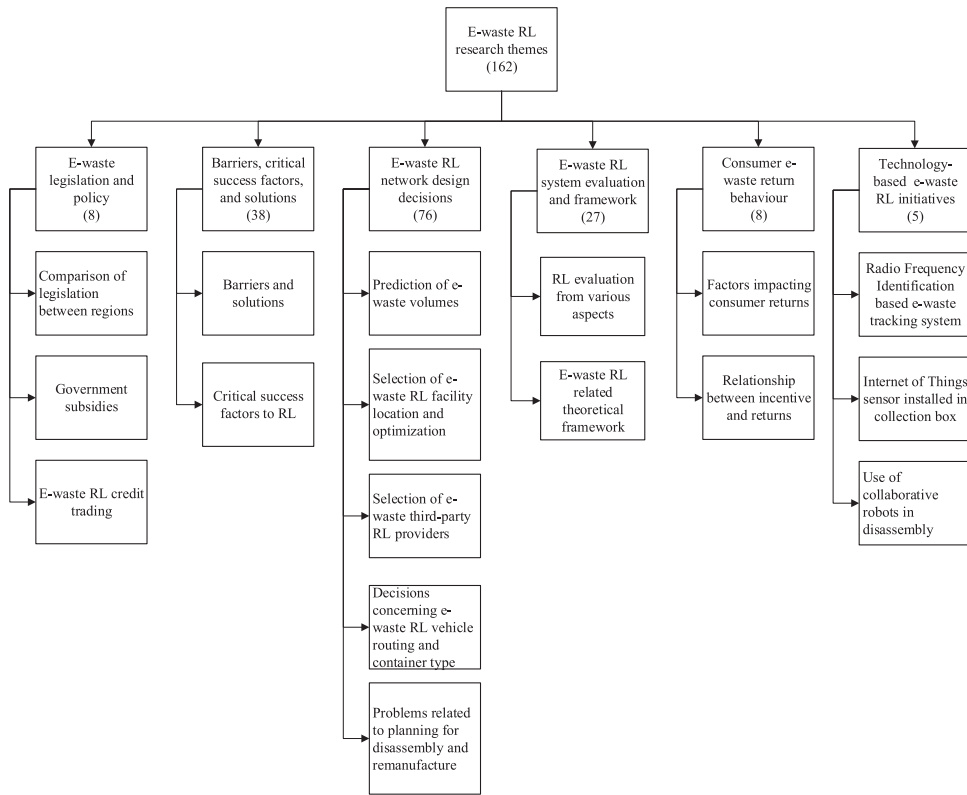 E-waste RL
research themes
(162)
E-waste
legislation and
policy
(8)
Comparison of
legislation
between regions
Government
subsidies
E-waste RL credit
trading
Barriers, critical
success factors,
and solutions
(38)
Barriers and
solutions
Critical success
factors to RL
E-waste RL
network design
decisions
(76)
Prediction of e-
waste volumes
Selection of e-
waste RL facility
location and
optimization
Selection of e-
waste third-party
RL providers
Decisions
concerning e-
waste RL vehicle
routing and
container type
Problems related
to planning for
disassembly and
remanufacture
E-waste RL
system evaluation
and framework
(27)
RL evaluation
from various
aspects
E-waste RL
related
theoretical
framework
Consumer e-
waste return
behaviour
(8)
Factors
impacting
consumer returns
Relationship
between incentive
and returns
Technology-
based e-waste
RL initiatives
(5)
Radio Frequency
Identification
based e-waste
tracking system
Internet of Things
sensor installed in
collection box
Use of
collaborative
robots in
disassembly